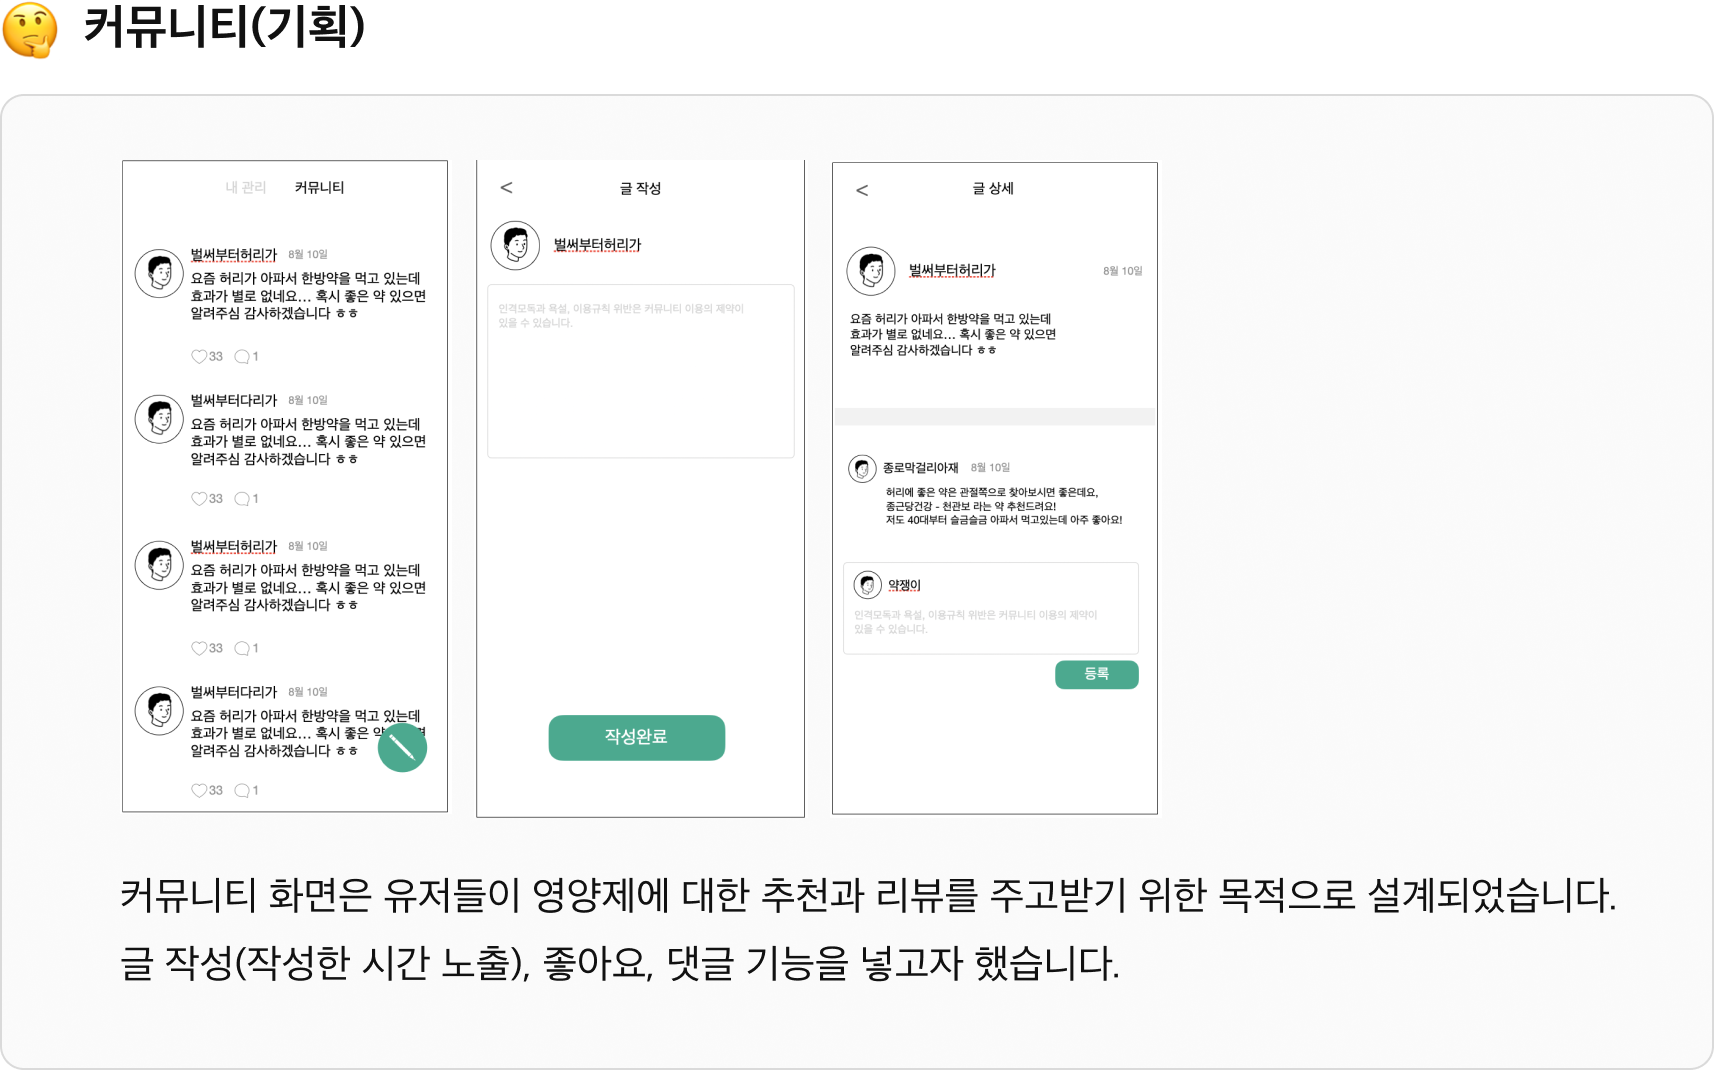 🤔 커뮤니티(기획)
내 관리 커뮤니티
벌써부터허리가 8월 10일
요즘 허리가 아파서 한방약을 먹고 있는데
효과가 별로 없네요... 혹시 좋은 약 있으면
알려주심 감사하겠습니다 ㅎㅎ
33 1
벌써부터다리가 8월 10일
요즘 허리가 아파서 한방약을 먹고 있는데
효과가 별로 없네요... 혹시 좋은 약 있으면
알려주심 감사하겠습니다 ㅎㅎ
33 1
벌써부터허리가 8월 10일
요즘 허리가 아파서 한방약을 먹고 있는데
효과가 별로 없네요... 혹시 좋은 약 있으면
알려주심 감사하겠습니다 ㅎㅎ
33 1
벌써부터다리가 8월 10일
요즘 허리가 아파서 한방약을 먹고 있는데
효과가 별로 없네요... 혹시 좋은
알려주심 감사하겠습니다 ㅎㅎ
33 1
< 글 작성
벌써부터허리가
인격모독과 욕설, 이용규칙 위반은 커뮤니티 이용의 제약이
있을 수 있습니다.
작성완료
< 글 상세
벌써부터허리가 8월 10일
요즘 허리가 아파서 한방약을 먹고 있는데
효과가 별로 없네요... 혹시 좋은 약 있으면
알려주심 감사하겠습니다 ㅎㅎ
종로막걸리아재 8월 10일
허리에 좋은 약은 관절쪽으로 찾아보시면 좋은데요,
종근당건강 - 천관보 라는 약 추천드려요!
저도 40대부터 슬금슬금 아파서 먹고있는데 아주 좋아요!
약쟁이
인격모독과 욕설, 이용규칙 위반은 커뮤니티 이용의 제약이
있을 수 있습니다.
등록
커뮤니티 화면은 유저들이 영양제에 대한 추천과 리뷰를 주고받기 위한 목적으로 설계되었습니다.
글 작성(작성한 시간 노출), 좋아요, 댓글 기능을 넣고자 했습니다.